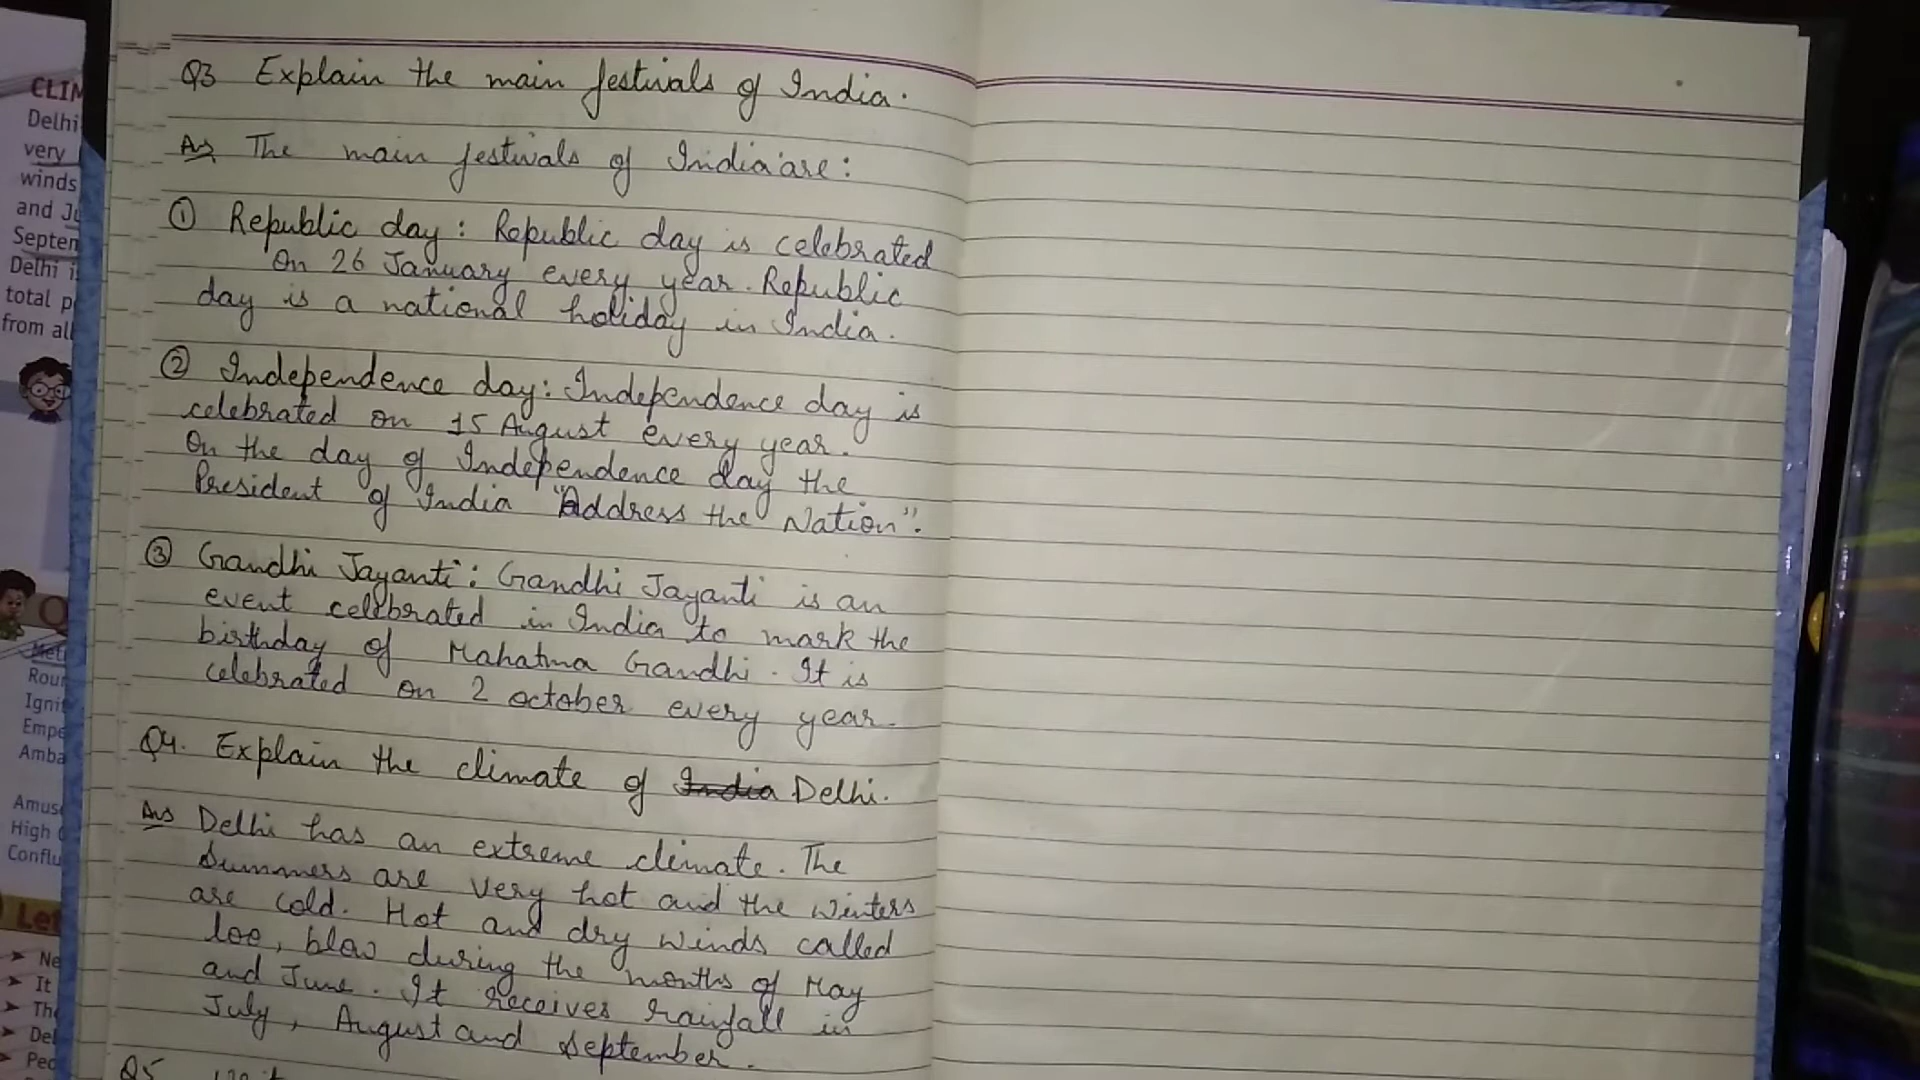 CLIM
Delhi
very
winds
and Ju
Septem
Delhi i
total p
from all
Q3 Explain the main festivals of India.
Ans The main festivals of India are:
① Republic day: Republic day is celebrated
on 26 January every year. Republic
day is a national holiday in India.
② Independence day: Independence day is
celebrated on 15 August every year.
On the day of Independence day the
President of India "Address the Nation".
③ Gandhi Jayanti: Gandhi Jayanti is an
event celebrated in India to mark the
birthday of Mahatma Gandhi. It is
celebrated on 2 october every year.
Q4. Explain the climate of India Delhi.
Ans Delhi has an extreme climate. The
Summers are very hot and the winters
are cold. Hot and dry winds, called
loo, blow during the months of May
and June. It receives rainfall in
July, August and September.
Q5
Met
Roun
Igni
Empe
Amba
Amus
High
Conflu
Let
➤ Ne
➤ It
➤ The
➤ Del
➤ Peo